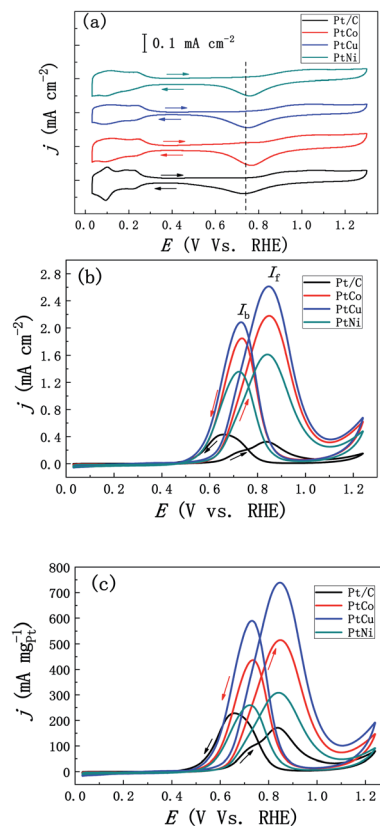 (a)
0.1 mA cm⁻²
Pt/C
PtCo
PtCu
PtNi
j (mA cm⁻²)
0.0 0.2 0.4 0.6 0.8 1.0 1.2
E (V Vs. RHE)
(b)
I_f
I_b
Pt/C
PtCo
PtCu
PtNi
2.8
2.4
2.0
1.6
1.2
0.8
0.4
0.0
j (mA cm⁻²)
0.0 0.2 0.4 0.6 0.8 1.0 1.2
E (V vs. RHE)
(c)
Pt/C
PtCo
PtCu
PtNi
800
700
600
500
400
300
200
100
0
j (mA mg⁻¹_Pt)
0.0 0.2 0.4 0.6 0.8 1.0 1.2
E (V vs. RHE)